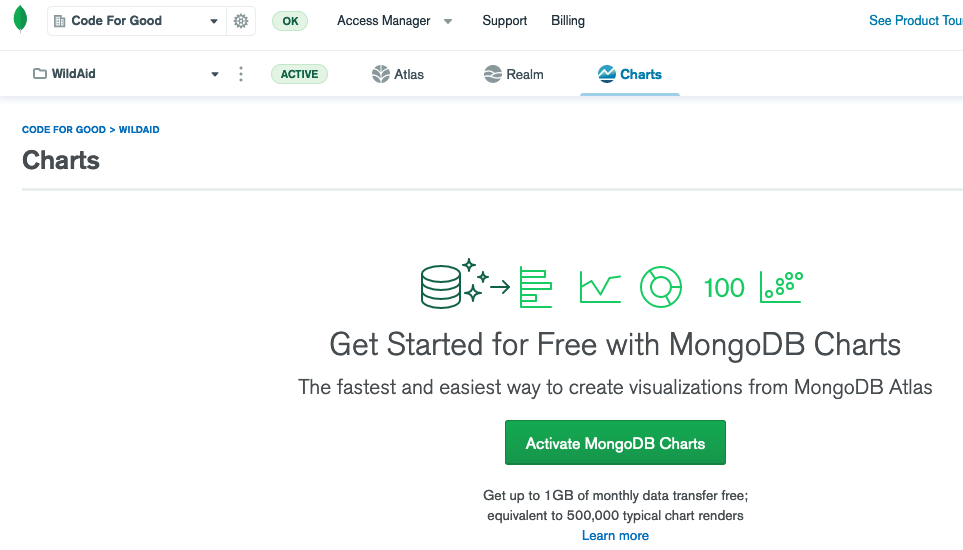 Code For Good OK Access Manager Support Billing See Product Tou
WildAid ACTIVE Atlas Realm Charts
CODE FOR GOOD > WILDAID
Charts
100
Get Started for Free with MongoDB Charts
The fastest and easiest way to create visualizations from MongoDB Atlas
Activate MongoDB Charts
Get up to 1GB of monthly data transfer free;
equivalent to 500,000 typical chart renders
Learn more